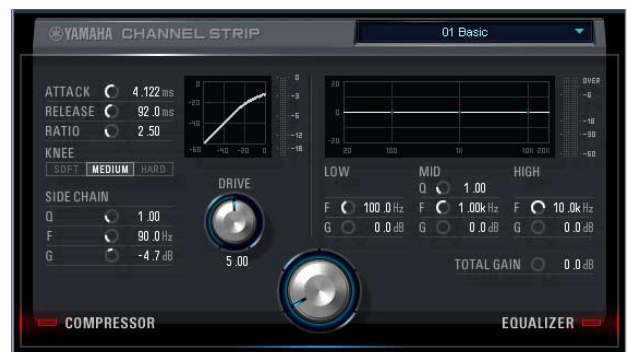 YAMAHA CHANNEL STRIP
01 Basic
ATTACK 4.122 ms
RELEASE 92.0 ms
RATIO 2.50
KNEE
SOFT MEDIUM HARD
SIDE CHAIN
Q 1.00
F 90.0 Hz
G -4.7 dB
0
-20
-40
-60 -40 -20 0
0
-3
-6
-12
-18
DRIVE
5.00
20
0
-20
20 100 1K 10K 20K
OVER
-6
-18
-30
-60
LOW
F 100.0 Hz
G 0.0 dB
MID
Q 1.00
F 1.00k Hz
G 0.0 dB
HIGH
F 10.0k Hz
G 0.0 dB
TOTAL GAIN 0.0 dB
COMPRESSOR
EQUALIZER